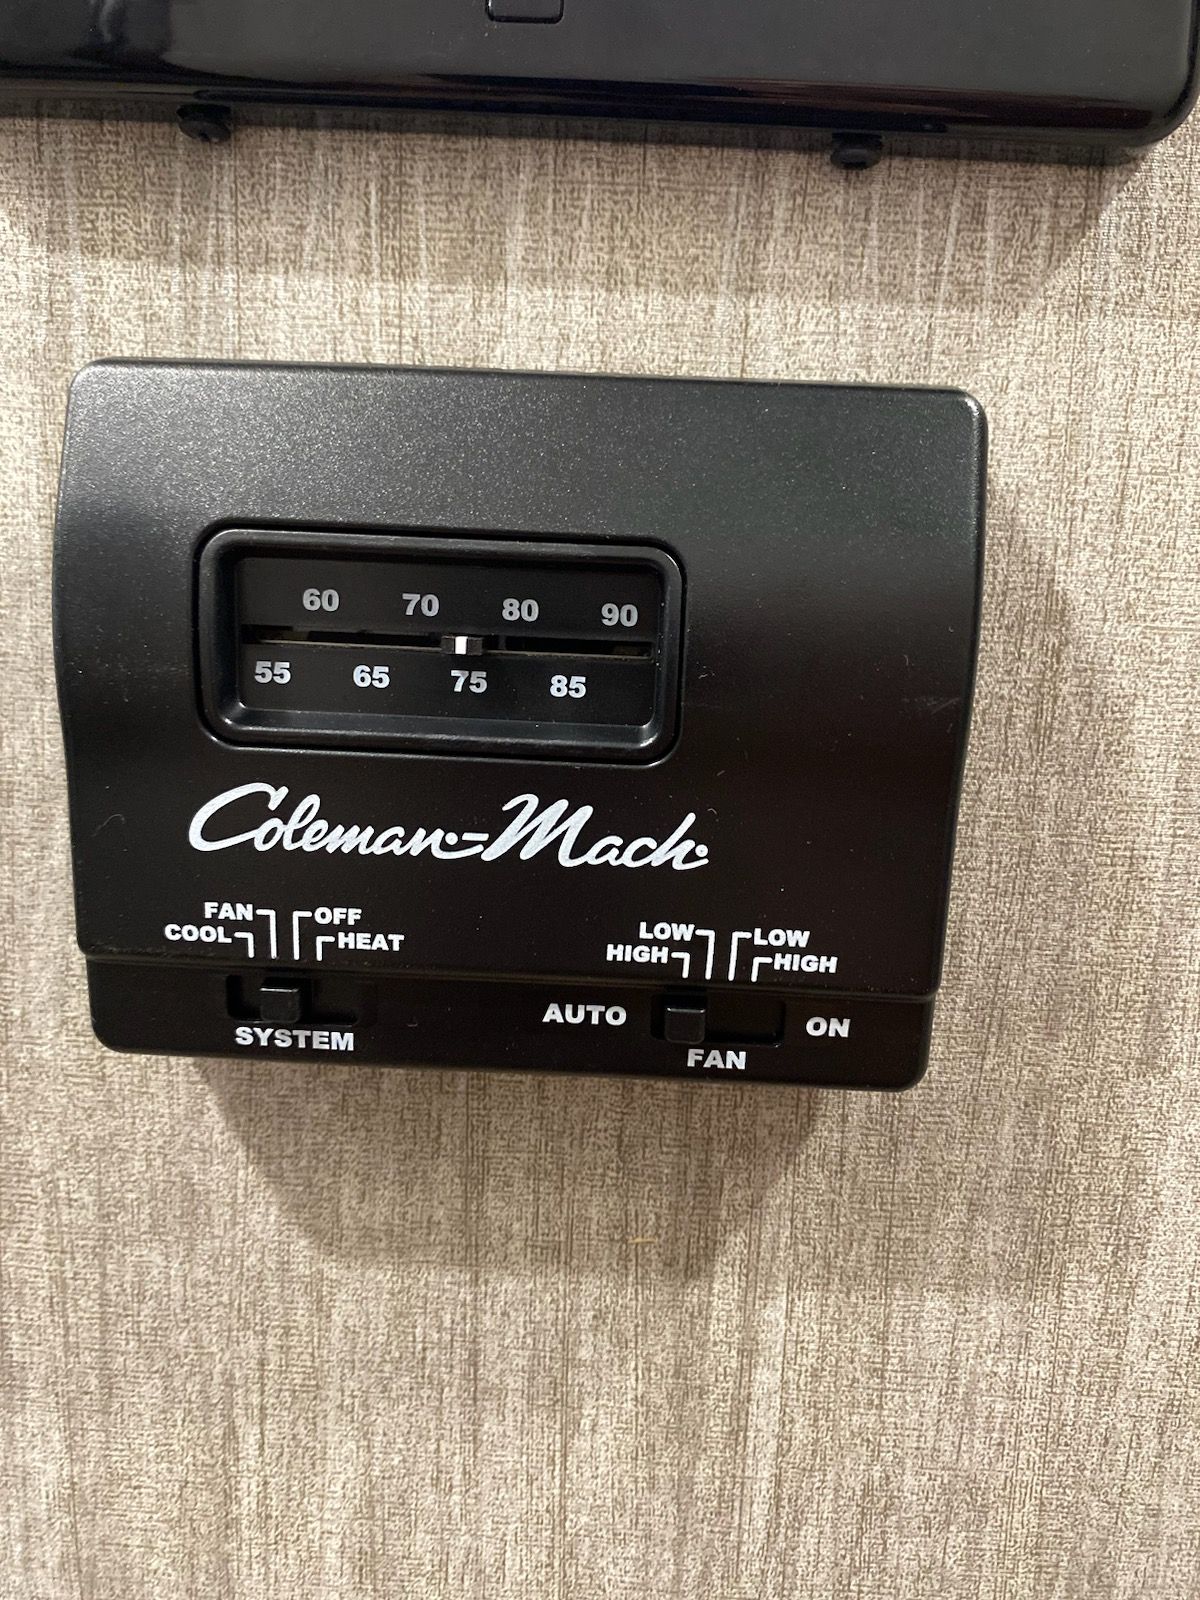 60 70 80 90
55 65 75 85
Coleman-Mach
FAN OFF
COOL HEAT
SYSTEM
LOW LOW
HIGH HIGH
AUTO ON
FAN